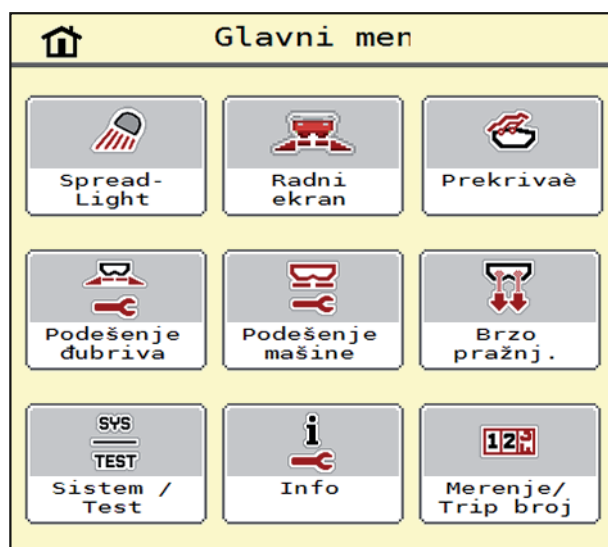 Glavni men
Spread-
Light
Radni
ekran
Prekrivaè
Podešenje
đubriva
Podešenje
mašine
Brzo
pražnj.
SYS
TEST
Sistem /
Test
i
Info
123
Merenje/
Trip broj